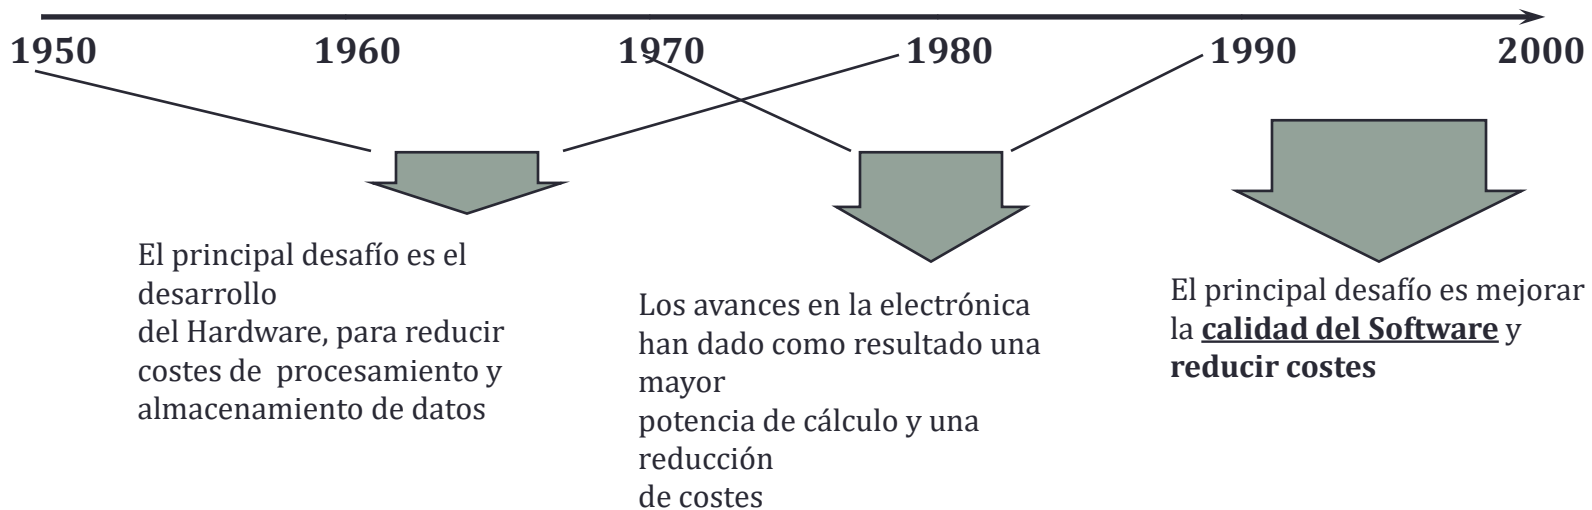 1950 1960 1970 1980 1990 2000
El principal desafío es el
desarrollo
del Hardware, para reducir
costes de procesamiento y
almacenamiento de datos
Los avances en la electrónica
han dado como resultado una
mayor
potencia de cálculo y una
reducción
de costes
El principal desafío es mejorar
la calidad del Software y
reducir costes